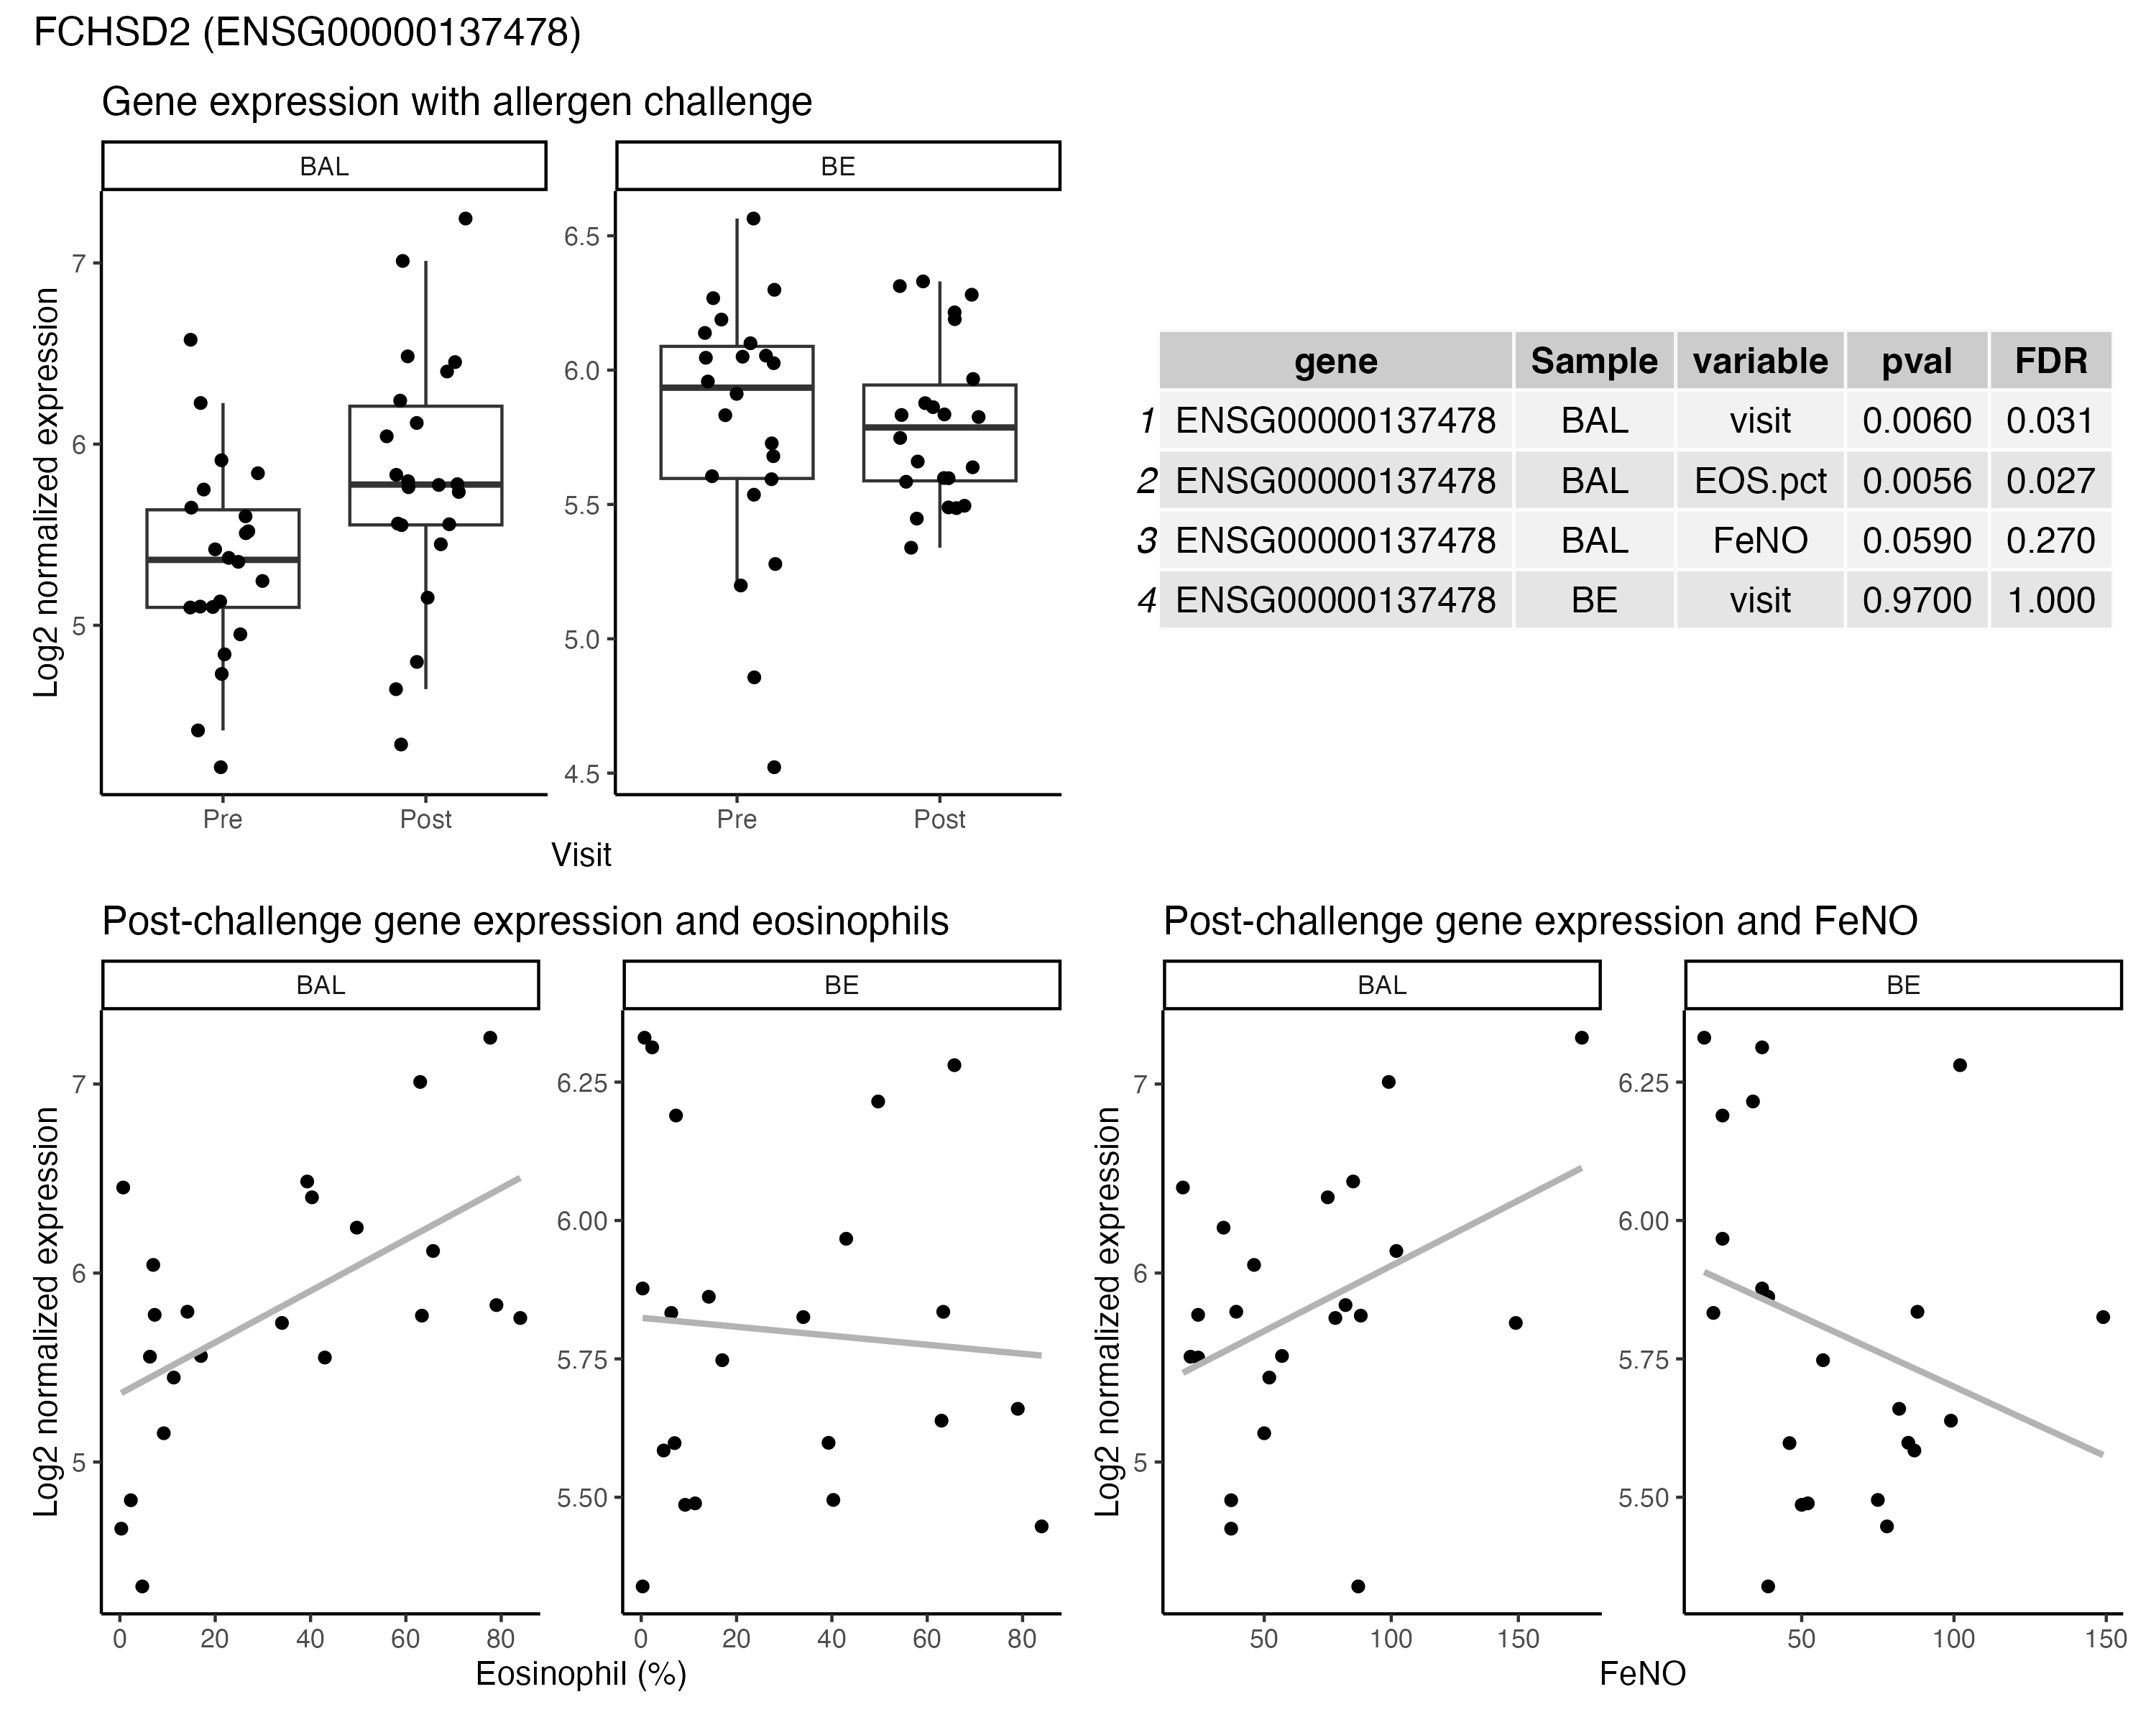 FCHSD2 (ENSG00000137478)
Gene expression with allergen challenge
BAL BE
Log2 normalized expression
7
6
5
6.5
6.0
5.5
5.0
4.5
Pre Post Pre Post
Visit
gene Sample variable pval FDR
1 ENSG00000137478 BAL visit 0.0060 0.031
2 ENSG00000137478 BAL EOS.pct 0.0056 0.027
3 ENSG00000137478 BAL FeNO 0.0590 0.270
4 ENSG00000137478 BE visit 0.9700 1.000
Post-challenge gene expression and eosinophils
BAL BE
Log2 normalized expression
7
6
5
6.25
6.00
5.75
5.50
0 20 40 60 80 0 20 40 60 80
Eosinophil (%)
Post-challenge gene expression and FeNO
BAL BE
Log2 normalized expression
7
6
5
6.25
6.00
5.75
5.50
50 100 150 50 100 150
FeNO